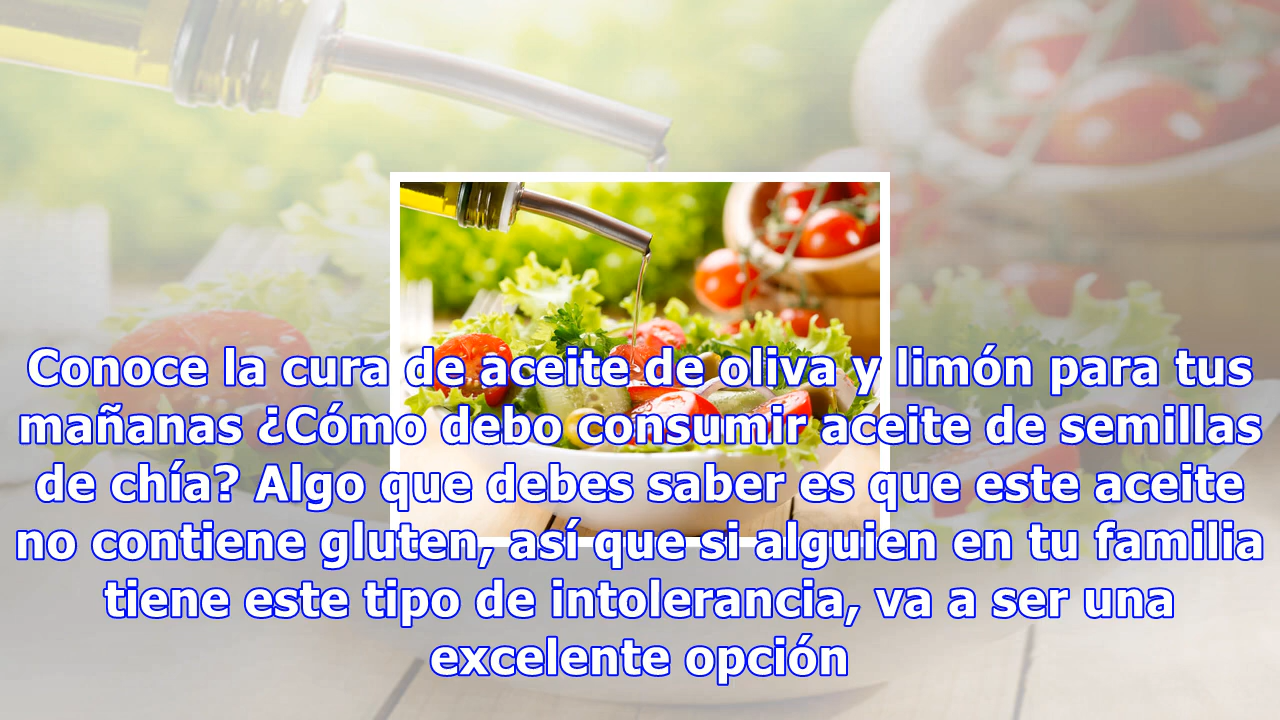 Conoce la cura de aceite de oliva y limón para tus
mañanas ¿Cómo debo consumir aceite de semillas
de chía? Algo que debes saber es que este aceite
no contiene gluten, así que si alguien en tu familia
tiene este tipo de intolerancia, va a ser una
excelente opción